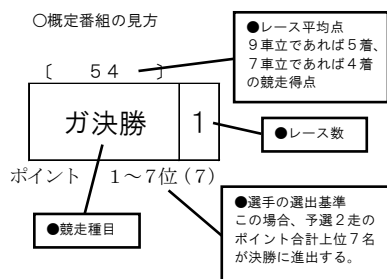 ○概定番組の見方
●レース平均点
9車立であれば5着、
7車立であれば4着
の競走得点
〔 54 〕
ガ決勝 1
●レース数
ポイント 1～7位(7)
●競走種目
●選手の選出基準
この場合、予選2走の
ポイント合計上位7名
が決勝に進出する。